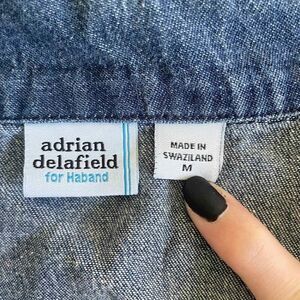 adrian
delafield
for Haband
MADE IN
SWAZILAND
M